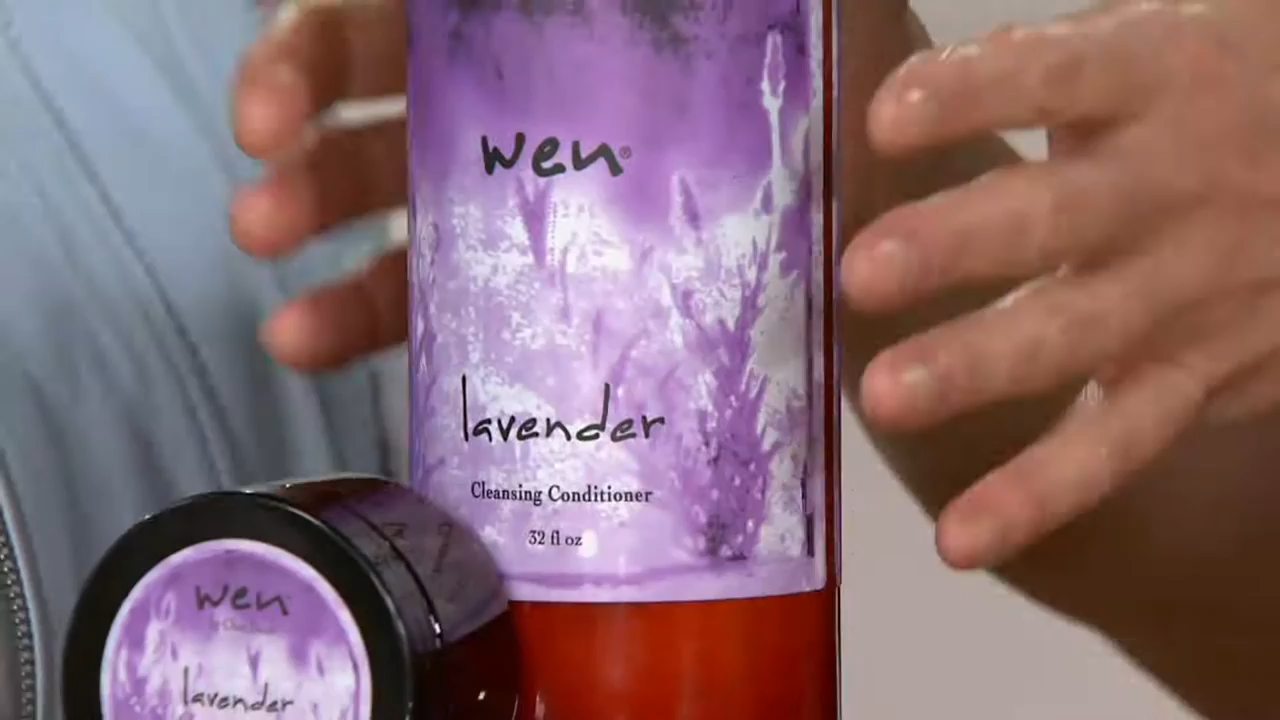 wen®
lavender
Cleansing Conditioner
32 fl oz
wen
lavender